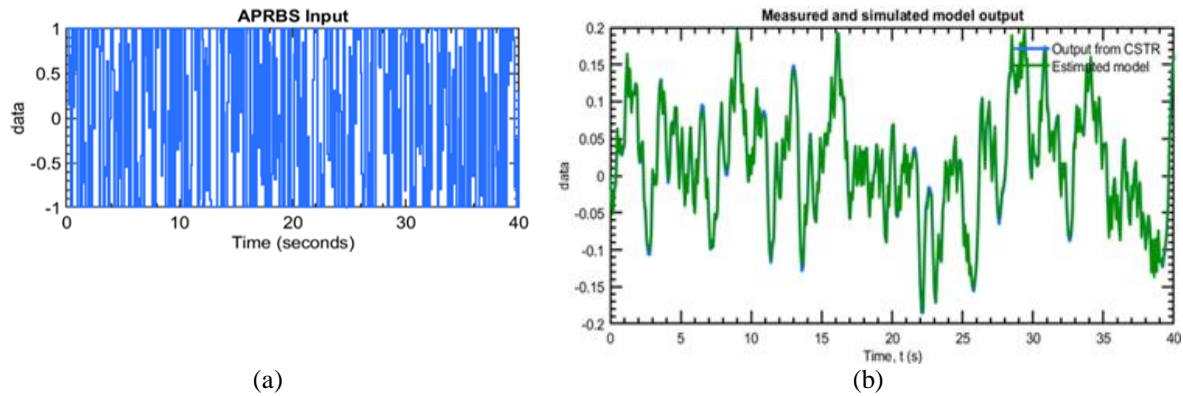 APRBS Input
data
1
0.5
0
-0.5
-1
0
10
20
30
40
Time (seconds)
(a)
Measured and simulated model output
Output from CSTR
Estimated model
data
0.2
0.15
0.1
0.05
0
-0.05
-0.1
-0.15
-0.2
0
5
10
15
20
25
30
35
40
Time, t (s)
(b)